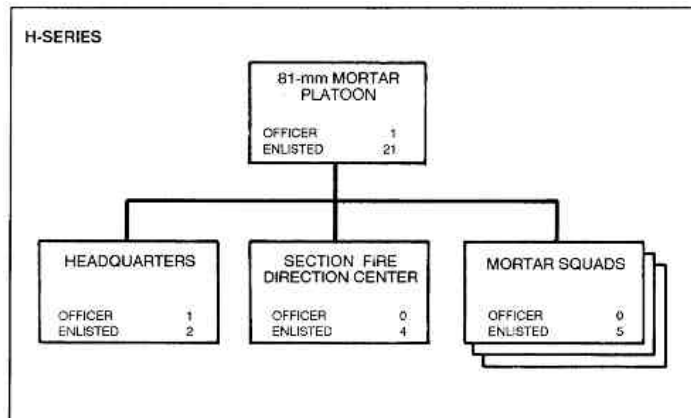 H-SERIES
81-mm MORTAR
PLATOON
OFFICER 1
ENLISTED 21
HEADQUARTERS
OFFICER 1
ENLISTED 2
SECTION FIRE
DIRECTION CENTER
OFFICER 0
ENLISTED 4
MORTAR SQUADS
OFFICER 0
ENLISTED 5